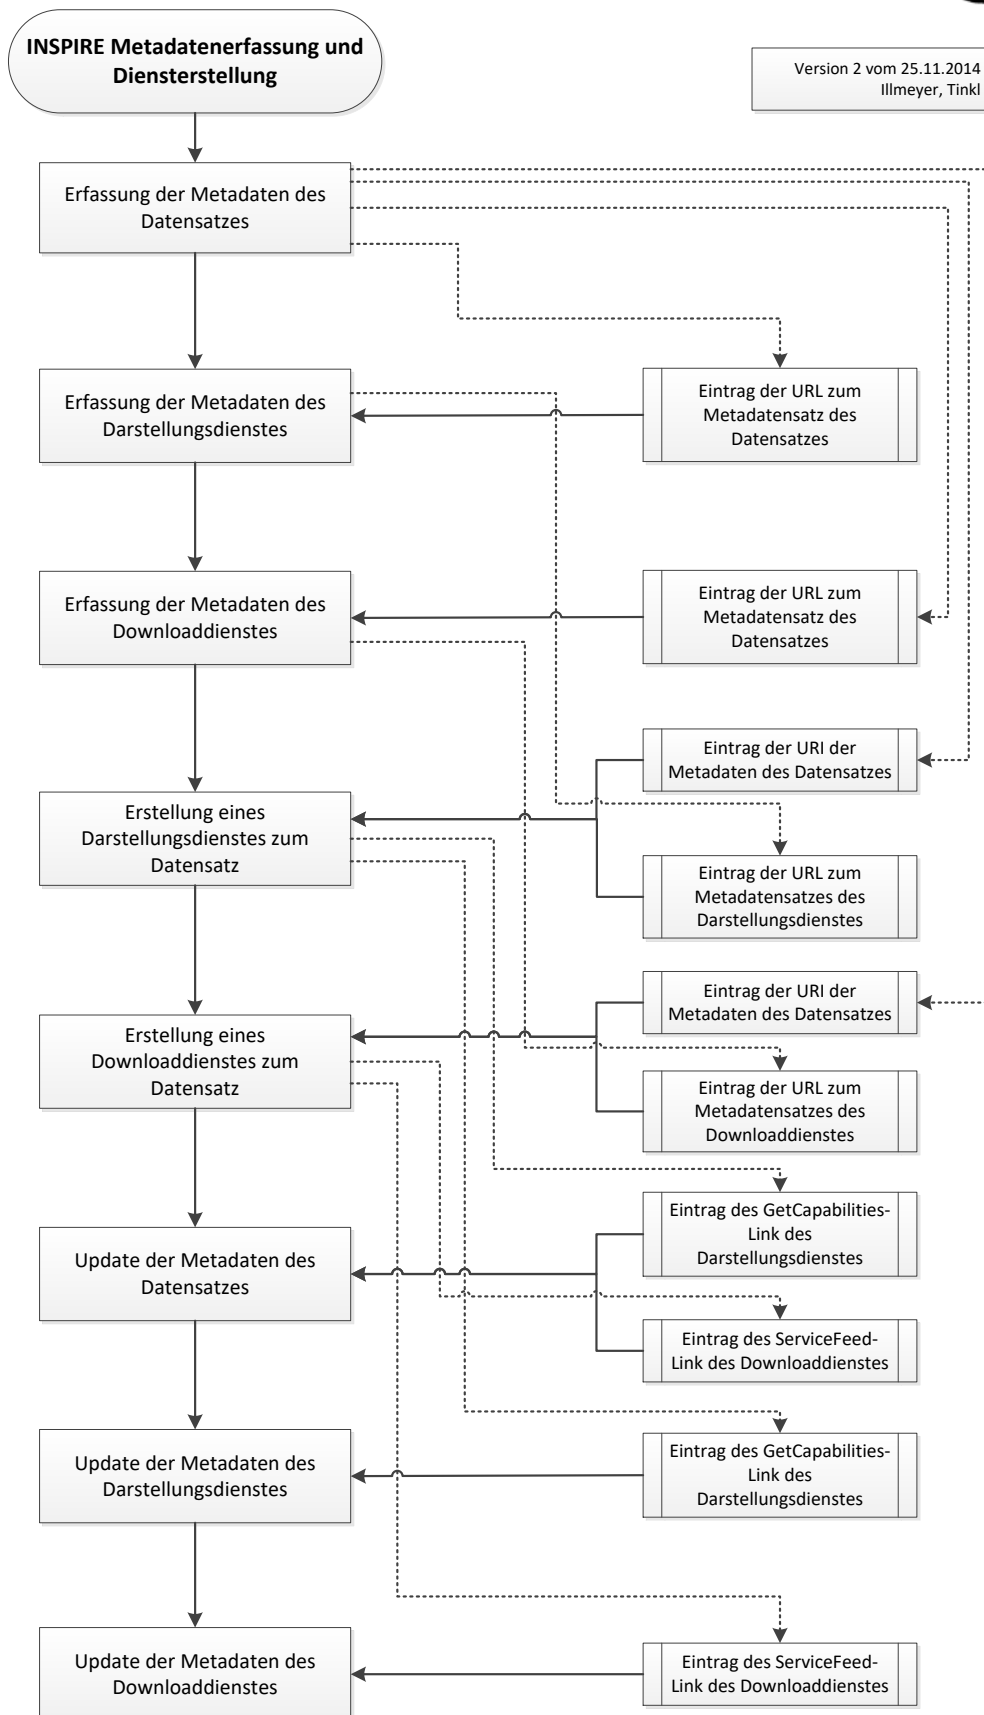 INSPIRE Metadatenerfassung und
Diensterstellung
Version 2 vom 25.11.2014
Illmeyer, Tinkl
Erfassung der Metadaten des
Datensatzes
Erfassung der Metadaten des
Darstellungsdienstes
Eintrag der URL zum
Metadatensatz des
Datensatzes
Erfassung der Metadaten des
Downloaddienstes
Eintrag der URL zum
Metadatensatz des
Datensatzes
Eintrag der URI der
Metadaten des Datensatzes
Erstellung eines
Darstellungsdienstes zum
Datensatz
Eintrag der URL zum
Metadatensatzes des
Darstellungsdienstes
Eintrag der URI der
Metadaten des Datensatzes
Erstellung eines
Downloaddienstes zum
Datensatz
Eintrag der URL zum
Metadatensatzes des
Downloaddienstes
Eintrag des GetCapabilities-
Link des
Darstellungsdienstes
Update der Metadaten des
Datensatzes
Eintrag des ServiceFeed-
Link des Downloaddienstes
Update der Metadaten des
Darstellungsdienstes
Eintrag des GetCapabilities-
Link des
Darstellungsdienstes
Update der Metadaten des
Downloaddienstes
Eintrag des ServiceFeed-
Link des Downloaddienstes